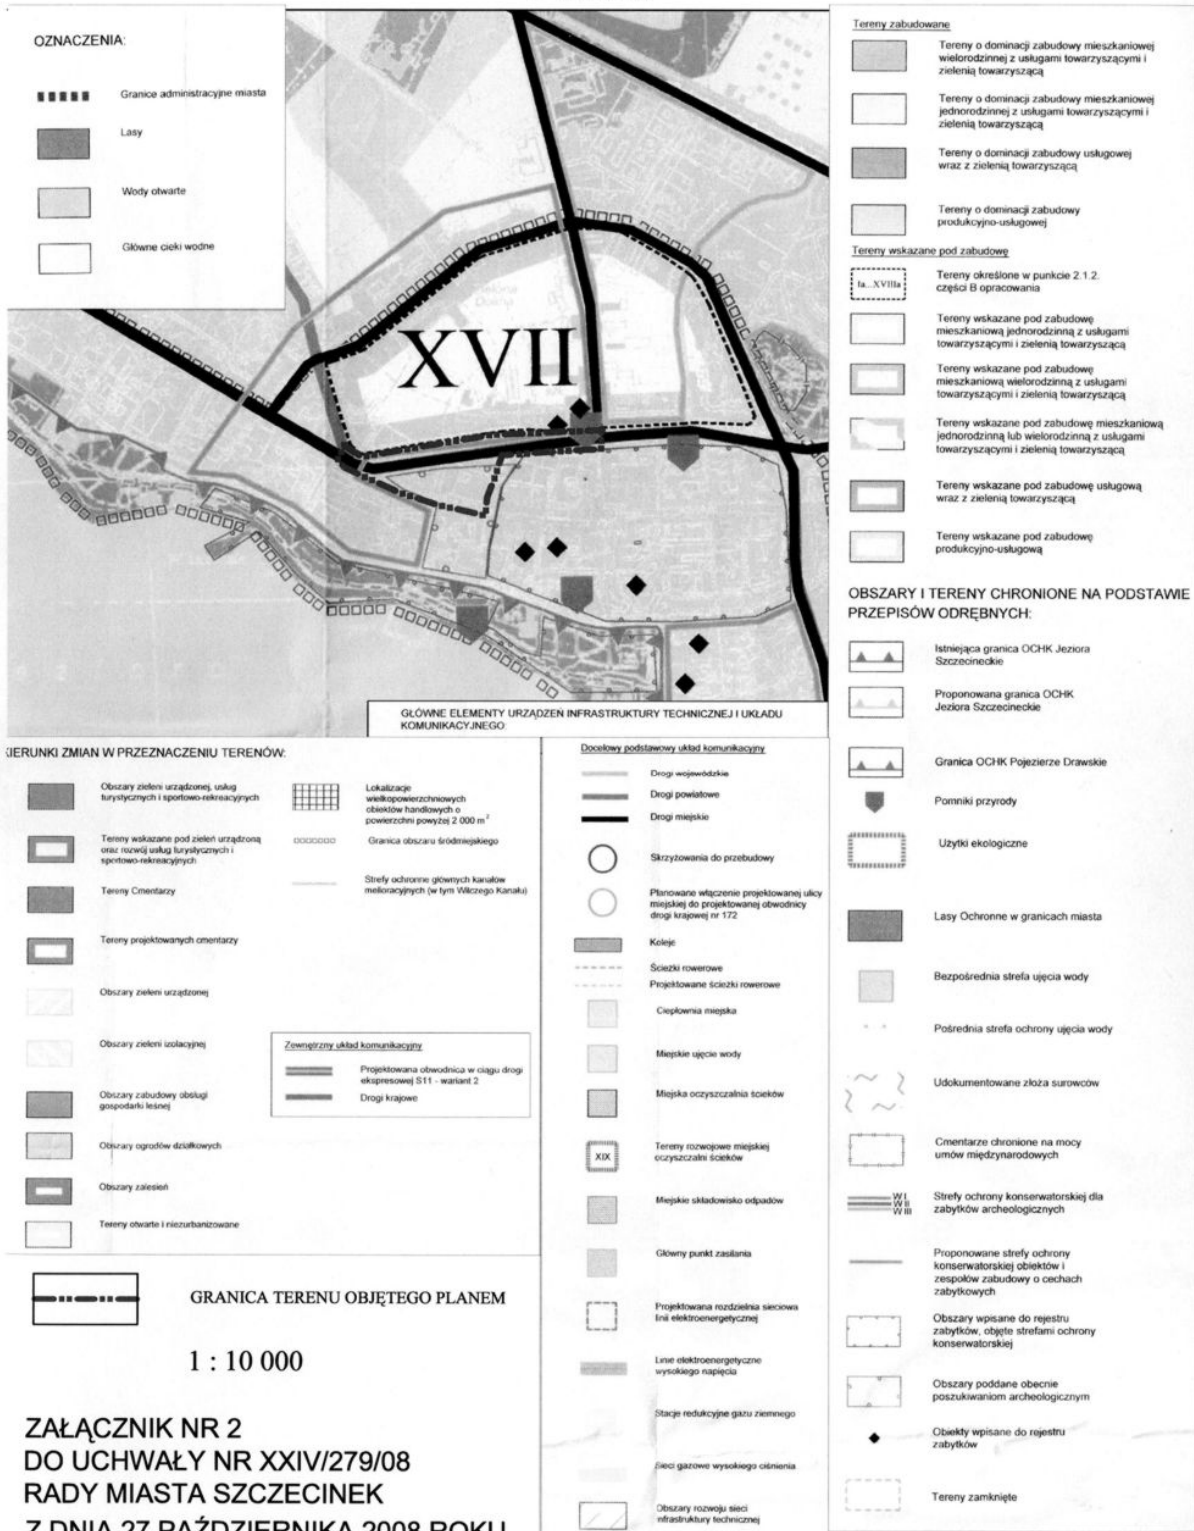 OZNACZENIA:
Granice administracyjne miasta
Lasy
Wody otwarte
Główne cieki wodne
XVII
GŁÓWNE ELEMENTY URZĄDZEŃ INFRASTRUKTURY TECHNICZNEJ I UKŁADU
KOMUNIKACYJNEGO
Tereny zabudowane
Tereny o dominacji zabudowy mieszkaniowej
wielorodzinnej z usługami towarzyszącymi i
zielenią towarzyszącą
Tereny o dominacji zabudowy mieszkaniowej
jednorodzinnej z usługami towarzyszącymi i
zielenią towarzyszącą
Tereny o dominacji zabudowy usługowej
wraz z zielenią towarzyszącą
Tereny o dominacji zabudowy
produkcyjno-usługowej
Tereny wskazane pod zabudowę
Ia...XVIIIa
Tereny określone w punkcie 2.1.2.
części B opracowania
Tereny wskazane pod zabudowę
mieszkaniową jednorodzinną z usługami
towarzyszącymi i zielenią towarzyszącą
Tereny wskazane pod zabudowę
mieszkaniową wielorodzinną z usługami
towarzyszącymi i zielenią towarzyszącą
Tereny wskazane pod zabudowę mieszkaniową
jednorodzinną lub wielorodzinną z usługami
towarzyszącymi i zielenią towarzyszącą
Tereny wskazane pod zabudowę usługową
wraz z zielenią towarzyszącą
Tereny wskazane pod zabudowę
produkcyjno-usługową
OBSZARY I TERENY CHRONIONE NA PODSTAWIE
PRZEPISÓW ODRĘBNYCH:
Istniejąca granica OCHK Jeziora
Szczecineckie
Proponowana granica OCHK
Jeziora Szczecineckie
Granica OCHK Pojezierze Drawskie
Pomniki przyrody
Użytki ekologiczne
Lasy Ochronne w granicach miasta
Bezpośrednia strefa ujęcia wody
Pośrednia strefa ochrony ujęcia wody
Udokumentowane złoża surowców
Cmentarze chronione na mocy
umów międzynarodowych
W I
W II
W III
Strefy ochrony konserwatorskiej dla
zabytków archeologicznych
Proponowane strefy ochrony
konserwatorskiej obiektów i
zespołów zabudowy o cechach
zabytkowych
Obszary wpisane do rejestru
zabytków, objęte strefami ochrony
konserwatorskiej
Obszary poddane obecnie
poszukiwaniom archeologicznym
Obiekty wpisane do rejestru
zabytków
Tereny zamknięte
KIERUNKI ZMIAN W PRZEZNACZENIU TERENÓW:
Obszary zieleni urządzonej, usług
turystycznych i sportowo-rekreacyjnych
Tereny wskazane pod zieleń urządzoną
oraz rozwój usług turystycznych i
sportowo-rekreacyjnych
Tereny Cmentarzy
Tereny projektowanych cmentarzy
Obszary zieleni urządzonej
Obszary zieleni izolacyjnej
Obszary zabudowy obsługi
gospodarki leśnej
Obszary ogrodów działkowych
Obszary zalesień
Tereny otwarte i niezurbanizowane
Lokalizacje
wielkopowierzchniowych
obiektów handlowych o
powierzchni powyżej 2 000 m²
Granica obszaru śródmiejskiego
Strefy ochronne głównych kanałów
melioracyjnych (w tym Wilczego Kanału)
Zewnętrzny układ komunikacyjny
Projektowana obwodnica w ciągu drogi
ekspresowej S11 - wariant 2
Drogi krajowe
Docelowy podstawowy układ komunikacyjny
Drogi wojewódzkie
Drogi powiatowe
Drogi miejskie
Skrzyżowania do przebudowy
Planowane włączenie projektowanej ulicy
miejskiej do projektowanej obwodnicy
drogi krajowej nr 172
Koleje
Ścieżki rowerowe
Projektowane ścieżki rowerowe
Ciepłownia miejska
Miejskie ujęcie wody
Miejska oczyszczalnia ścieków
XIX
Tereny rozwojowe miejskiej
oczyszczalni ścieków
Miejskie składowisko odpadów
Główny punkt zasilania
Projektowana rozdzielnia sieciowa
linii elektroenergetycznej
Linie elektroenergetyczne
wysokiego napięcia
Stacje redukcyjne gazu ziemnego
Sieci gazowe wysokiego ciśnienia
Obszary rozwoju sieci
infrastruktury technicznej
GRANICA TERENU OBJĘTEGO PLANEM
1 : 10 000
ZAŁĄCZNIK NR 2
DO UCHWAŁY NR XXIV/279/08
RADY MIASTA SZCZECINEK
Z DNIA 27 PAŹDZIERNIKA 2008 ROKU